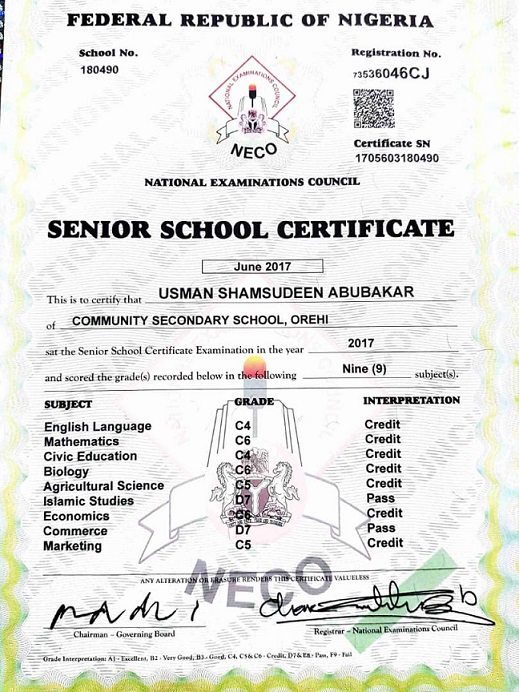 FEDERAL REPUBLIC OF NIGERIA
School No.
180490
Registration No.
73536046CJ
NATIONAL EXAMINATIONS COUNCIL
NECO
Certificate SN
1705603180490
NATIONAL EXAMINATIONS COUNCIL
SENIOR SCHOOL CERTIFICATE
June 2017
This is to certify that USMAN SHAMSUDEEN ABUBAKAR
of COMMUNITY SECONDARY SCHOOL, OREHI
sat the Senior School Certificate Examination in the year 2017
and scored the grade(s) recorded below in the following Nine (9) subject(s).
SUBJECT GRADE INTERPRETATION
English Language C4 Credit
Mathematics C6 Credit
Civic Education C4 Credit
Biology C6 Credit
Agricultural Science C5 Credit
Islamic Studies D7 Pass
Economics C6 Credit
Commerce D7 Pass
Marketing C5 Credit
NECO
ANY ALTERATION OR ERASURE RENDERS THIS CERTIFICATE VALUELESS
Chairman – Governing Board
Registrar – National Examinations Council
Grade Interpretation: A1 - Excellent, B2 - Very Good, B3 - Good, C4, C5 & C6 - Credit, D7 & E8 - Pass, F9 - Fail